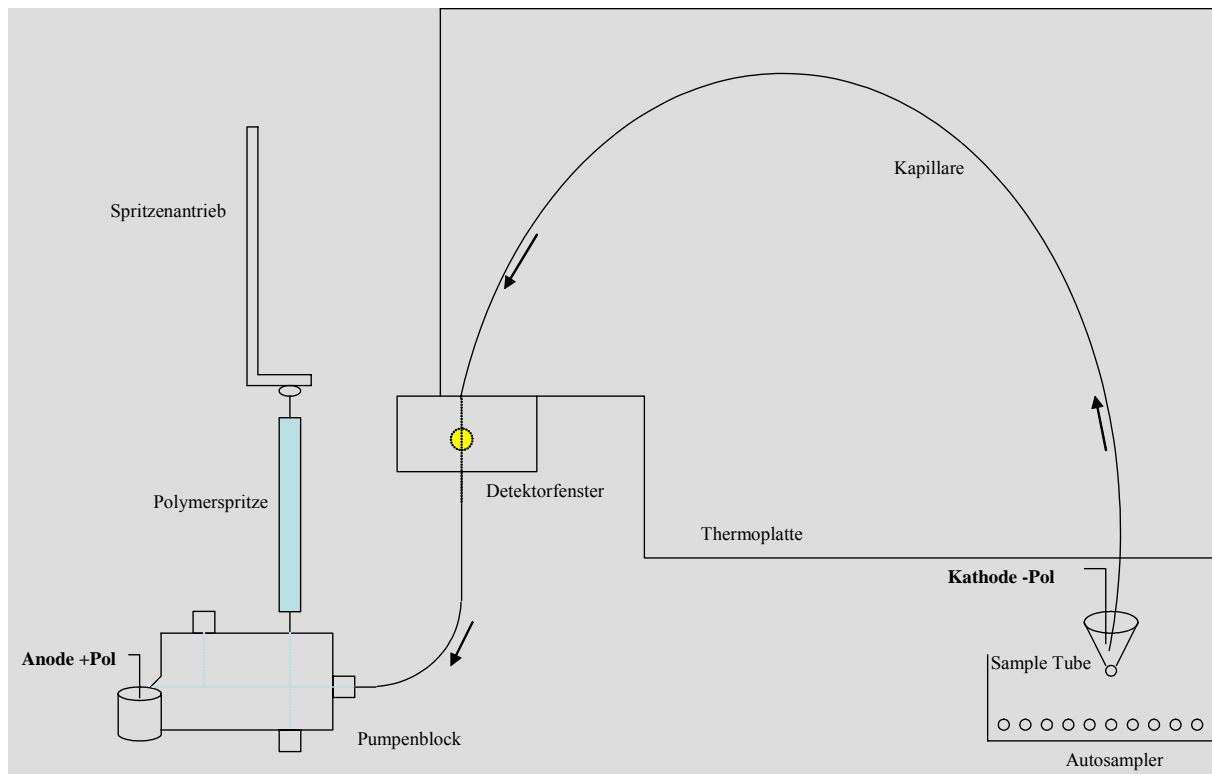 Kapillare
Spritzenantrieb
Detektorfenster
Polymerspritze
Thermoplatte
Kathode -Pol
Anode +Pol
Sample Tube
Pumpenblock
Autosampler